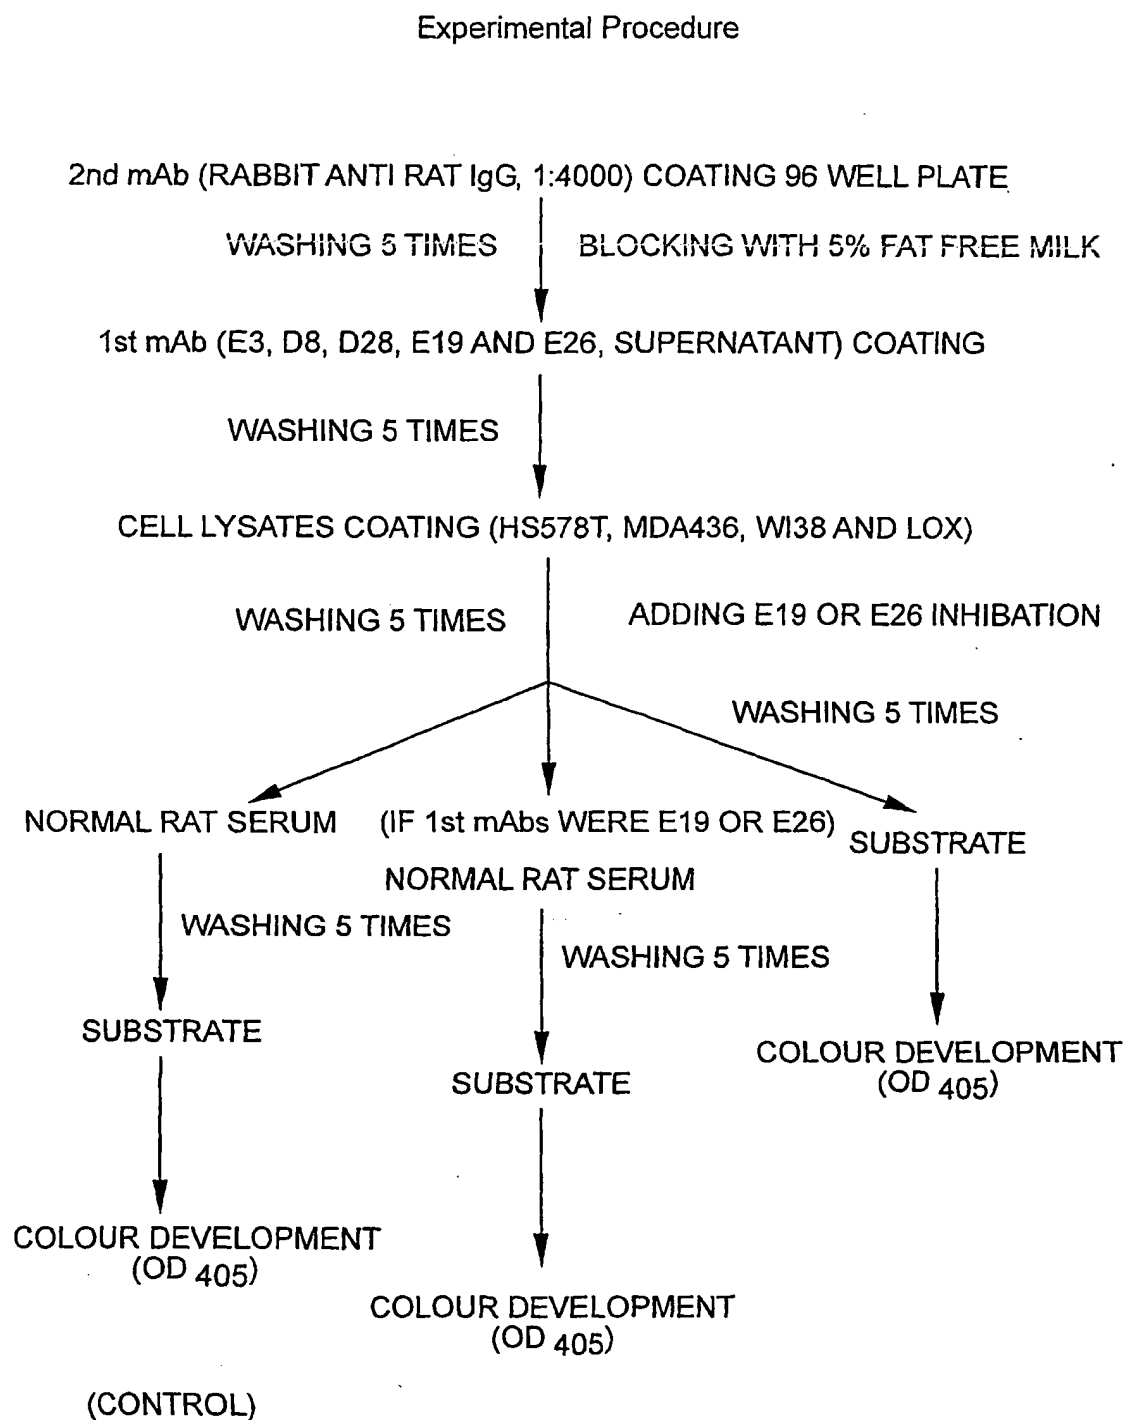 Experimental Procedure
2nd mAb (RABBIT ANTI RAT IgG, 1:4000) COATING 96 WELL PLATE
WASHING 5 TIMES
BLOCKING WITH 5% FAT FREE MILK
1st mAb (E3, D8, D28, E19 AND E26, SUPERNATANT) COATING
WASHING 5 TIMES
CELL LYSATES COATING (HS578T, MDA436, WI38 AND LOX)
WASHING 5 TIMES
ADDING E19 OR E26 INHIBATION
WASHING 5 TIMES
NORMAL RAT SERUM
(IF 1st mAbs WERE E19 OR E26)
SUBSTRATE
NORMAL RAT SERUM
WASHING 5 TIMES
WASHING 5 TIMES
SUBSTRATE
SUBSTRATE
COLOUR DEVELOPMENT
(OD 405)
COLOUR DEVELOPMENT
(OD 405)
COLOUR DEVELOPMENT
(OD 405)
(CONTROL)